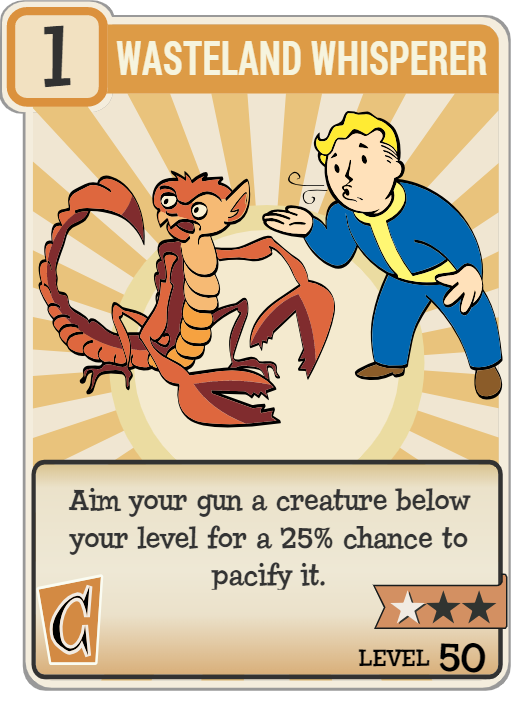 1
WASTELAND WHISPERER
Aim your gun a creature below
your level for a 25% chance to
pacify it.
C
LEVEL 50